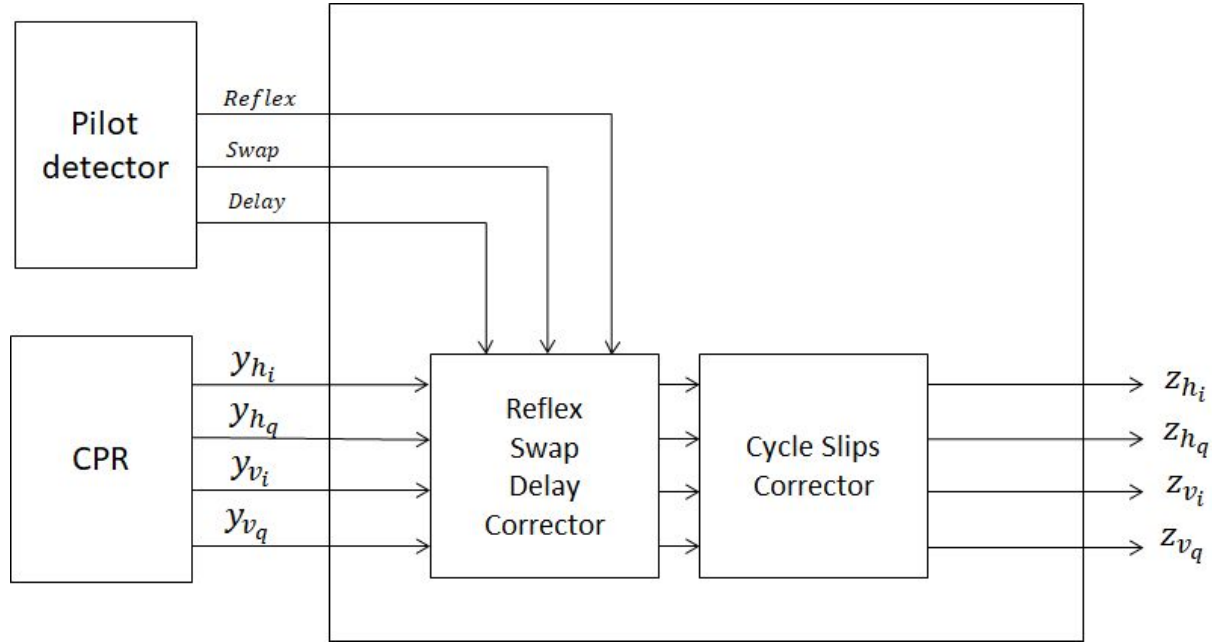 Pilot
detector
Reflex
Swap
Delay
CPR
y_{h_i}
y_{h_q}
y_{v_i}
y_{v_q}
Reflex
Swap
Delay
Corrector
Cycle Slips
Corrector
z_{h_i}
z_{h_q}
z_{v_i}
z_{v_q}